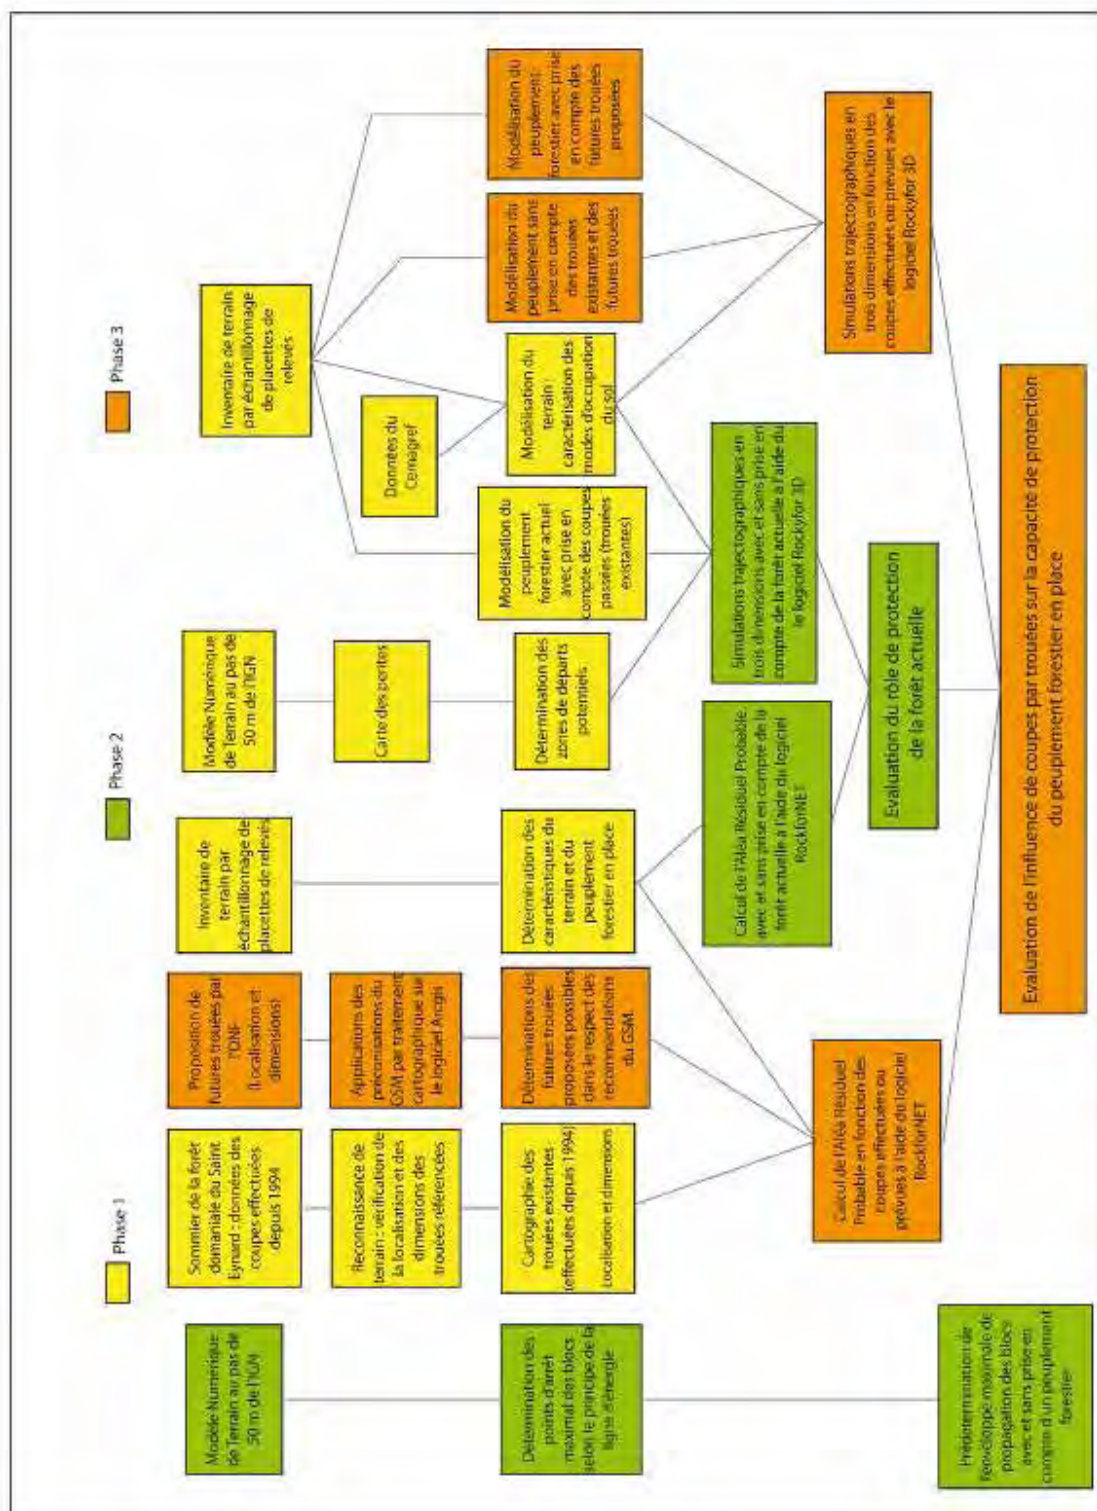 Phase 1
Phase 2
Phase 3
Modèle Numérique
de Terrain au pas de
50 m de l'IGN
Sommier de la forêt
domaniale du Saint
Eynard : données des
coupes effectuées
depuis 1994
Proposition de
futures trouées par
l'ONF
(Localisation et
dimensions)
Inventaire de
terrain par
échantillonnage de
placettes de relevés
Modèle Numérique
de Terrain au pas de
50 m de l'IGN
Inventaire de terrain
par échantillonnage
de placettes de
relevés
Reconnaissance de
terrain : vérification de
la localisation et des
dimensions des
trouées référencées
Applications des
préconisations du
GSM par traitement
cartographique sur
le logiciel Arcgis
Carte des pentes
Données du
Cemagref
Détermination des
points d'arrêt
maximal des blocs
selon le principe de la
ligne d'énergie
Cartographie des
trouées existantes
(effectuées depuis 1994)
Localisation et dimensions
Déterminations des
futures trouées
proposées possibles
dans le respect des
recommandations
du GSM.
Détermination des
caractéristiques du
terrain et du
peuplement
forestier en place
Détermination des
zones de départs
potentiels
Modélisation du
peuplement
forestier actuel
avec prise en
compte des coupes
passées (trouées
existantes)
Modélisation du
terrain :
caractérisation des
modes d'occupation
du sol
Modélisation du
peuplement sans
prise en compte
des trouées
existantes et des
futures trouées
Modélisation du
peuplement
forestier avec prise
en compte des
futures trouées
proposées
Calcul de l'Aléa Résiduel Probable
avec et sans prise en compte de la
forêt actuelle à l'aide du logiciel
RockforNET
Simulations trajectographiques en
trois dimensions avec et sans prise en
compte de la forêt actuelle à l'aide du
le logiciel Rockyfor 3D
Calcul de l'Aléa Résiduel
Probable en fonction des
coupes effectuées ou
prévues à l'aide du logiciel
RockforNET
Simulations trajectographiques en
trois dimensions en fonction des
coupes effectuées ou prévues avec le
logiciel Rockyfor 3D
Evaluation du rôle de protection
de la forêt actuelle
Prédétermination de
l'enveloppe maximale de
propagation des blocs
avec et sans prise en
compte d'un peuplement
forestier
Evaluation de l'influence de coupes par trouées sur la capacité de protection
du peuplement forestier en place